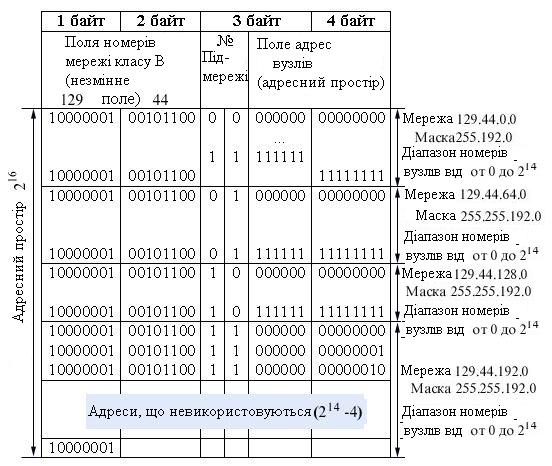 1 байт 2 байт 3 байт 4 байт
Поля номерів
мережі класу В
(незмінне
129 поле) 44
№
Під-
мережі
Поле адрес
вузлів
(адресний простір)
Адресний простір 2^16
10000001 00101100 0 0 000000 00000000
...
1 1 111111
10000001 00101100 11111111
10000001 00101100 0 1 000000 00000000
10000001 00101100 0 1 111111 11111111
10000001 00101100 1 0 000000 00000000
10000001 00101100 1 0 111111 11111111
10000001 00101100 1 1 000000 00000000
10000001 00101100 1 1 000000 00000001
10000001 00101100 1 1 000000 00000010
Адреси, що невикористовуються (2^14 -4)
10000001
Мережа 129.44.0.0
Маска255.192.0
Діапазон номерів
вузлів від от 0 до 2^14
Мережа 129.44.64.0
Маска 255.255.192.0
Діапазон номерів
вузлів від от 0 до 2^14
Мережа 129.44.128.0
Маска 255.255.192.0
Діапазон номерів
вузлів від от 0 до 2^14
Мережа 129.44.192.0
Маска 255.255.192.0
Діапазон номерів
вузлів від от 0 до 2^14